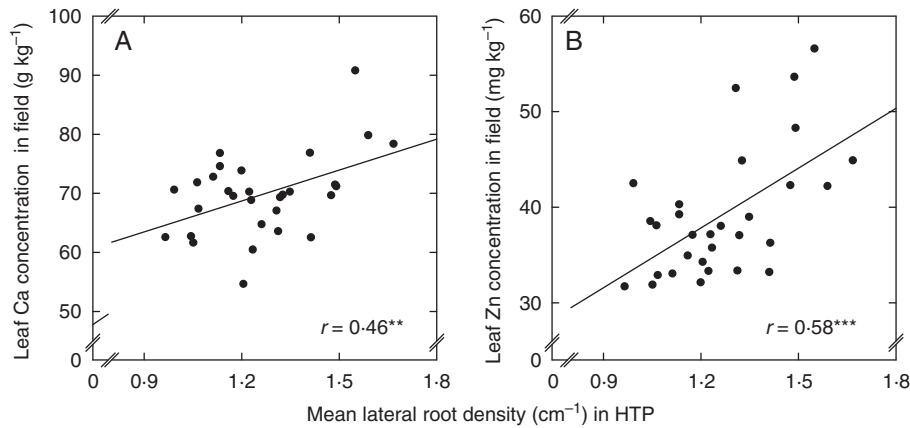 A
Leaf Ca concentration in field (g kg⁻¹)
100
90
80
70
60
50
0
r = 0·46**
0 0·9 1·2 1·5 1·8
B
Leaf Zn concentration in field (mg kg⁻¹)
60
50
40
30
0
r = 0·58***
0 0·9 1·2 1·5 1·8
Mean lateral root density (cm⁻¹) in HTP